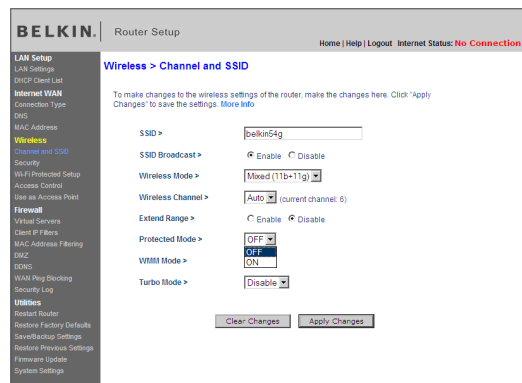 BELKIN. Router Setup
Home | Help | Logout Internet Status: No Connection
LAN Setup
LAN Settings
DHCP Client List
Internet WAN
Connection Type
DNS
MAC Address
Wireless
Channel and SSID
Security
Wi-Fi Protected Setup
Access Control
Use as Access Point
Firewall
Virtual Servers
Client IP Filters
MAC Address Filtering
DMZ
DDNS
WAN Ping Blocking
Security Log
Utilities
Restart Router
Restore Factory Defaults
Save/Backup Settings
Restore Previous Settings
Firmware Update
System Settings
Wireless > Channel and SSID
To make changes to the wireless settings of the router, make the changes here. Click "Apply
Changes" to save the settings. More Info
SSID > belkin54g
SSID Broadcast > Enable Disable
Wireless Mode > Mixed (11b+11g)
Wireless Channel > Auto (current channel: 6)
Extend Range > Enable Disable
Protected Mode > OFF
OFF
WMM Mode > ON
Turbo Mode > Disable
Clear Changes Apply Changes